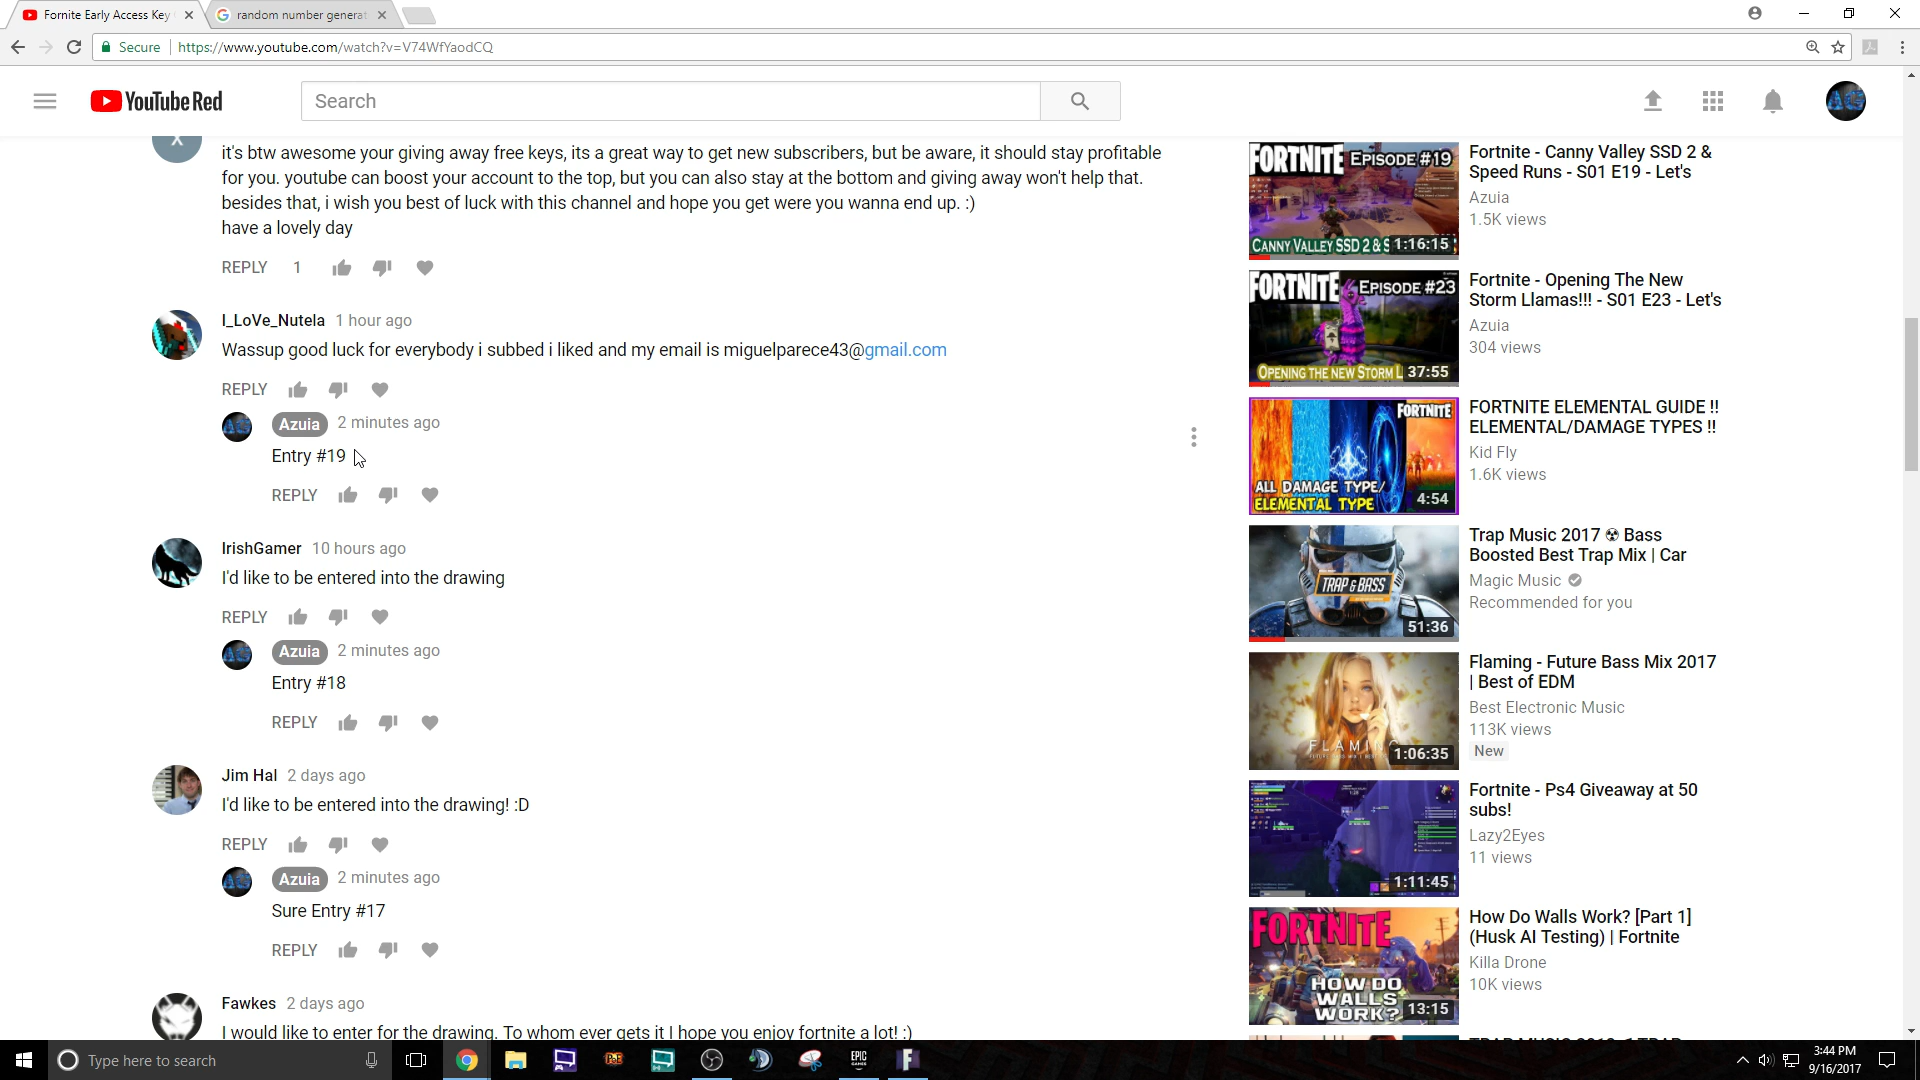 Fornite Early Access Key
random number generat
Secure
https://www.youtube.com/watch?v=V74WfYaodCQ
YouTube Red
Search
AG
X
it's btw awesome your giving away free keys, its a great way to get new subscribers, but be aware, it should stay profitable
for you. youtube can boost your account to the top, but you can also stay at the bottom and giving away won't help that.
besides that, i wish you best of luck with this channel and hope you get were you wanna end up. :)
have a lovely day
REPLY 1
I_LoVe_Nutela 1 hour ago
Wassup good luck for everybody i subbed i liked and my email is miguelparece43@gmail.com
REPLY
AG
Azuia 2 minutes ago
Entry #19
REPLY
IrishGamer 10 hours ago
I'd like to be entered into the drawing
REPLY
AG
Azuia 2 minutes ago
Entry #18
REPLY
Jim Hal 2 days ago
I'd like to be entered into the drawing! :D
REPLY
AG
Azuia 2 minutes ago
Sure Entry #17
REPLY
Fawkes 2 days ago
I would like to enter for the drawing. To whom ever gets it I hope you enjoy fortnite a lot! :)
FORTNITE EPISODE #19
CANNY VALLEY SSD 2 & S 1:16:15
Fortnite - Canny Valley SSD 2 &
Speed Runs - S01 E19 - Let's
Azuia
1.5K views
FORTNITE EPISODE #23
OPENING THE NEW STORM L 37:55
Fortnite - Opening The New
Storm Llamas!!! - S01 E23 - Let's
Azuia
304 views
FORTNITE
ALL DAMAGE TYPE/
ELEMENTAL TYPE 4:54
FORTNITE ELEMENTAL GUIDE !!
ELEMENTAL/DAMAGE TYPES !!
Kid Fly
1.6K views
TRAP & BASS
51:36
Trap Music 2017 ☢ Bass
Boosted Best Trap Mix | Car
Magic Music
Recommended for you
FLAMING
1:06:35
Flaming - Future Bass Mix 2017
| Best of EDM
Best Electronic Music
113K views
New
1:11:45
Fortnite - Ps4 Giveaway at 50
subs!
Lazy2Eyes
11 views
FORTNITE
HOW DO
WALLS
WORK? 13:15
How Do Walls Work? [Part 1]
(Husk AI Testing) | Fortnite
Killa Drone
10K views
Type here to search
EPIC
GAMES
3:44 PM
9/16/2017